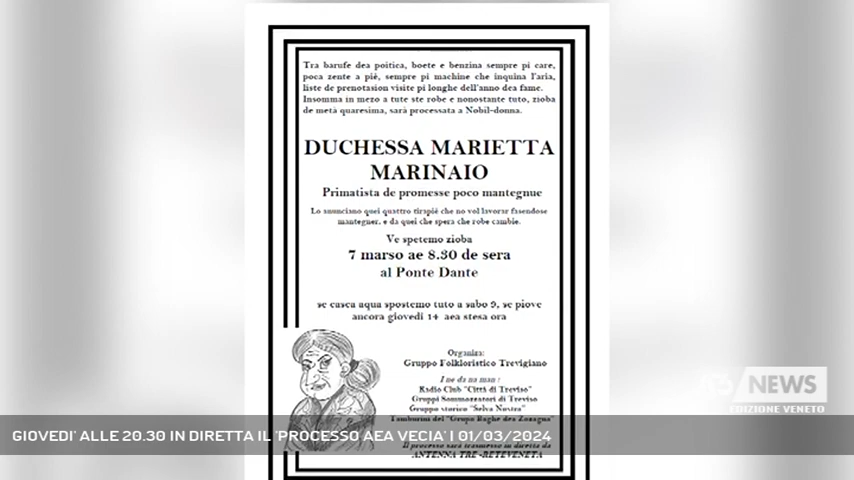 Tra barufe dea poitica, boete e benzina sempre pi care,
poca zente a piè, sempre pi machine che inquina l'aria,
liste de prenotasion visite pi longhe dell'anno dea fame.
Insomma in mezo a tute ste robe e nonostante tuto, zioba
de metà quaresima, sarà processata a Nobil-donna.
DUCHESSA MARIETTA
MARINAIO
Primatista de promesse poco mantegnue
Lo anunciano quei quattro tirapiè che no vol lavorar fasendose
mantegner, e da quei che spera che robe cambie.
Ve spetemo zioba
7 marso ae 8.30 de sera
al Ponte Dante
se casca aqua spostemo tuto a sabo 9, se piove
ancora giovedì 14 aea stesa ora
Organiza:
Gruppo Folkloristico Trevigiano
I ne da na man:
Radio Club "Città di Treviso"
Gruppi Sommozzatori di Treviso
Gruppo storico "Selva Nostra"
Tamburini del "Grupo Raghe des Zosagna"
Il processo sarà trasmesso in diretta da
ANTENNA TRE -RETEVENETA
NEWS
EDIZIONE VENETO
GIOVEDI' ALLE 20.30 IN DIRETTA IL 'PROCESSO AEA VECIA' | 01/03/2024